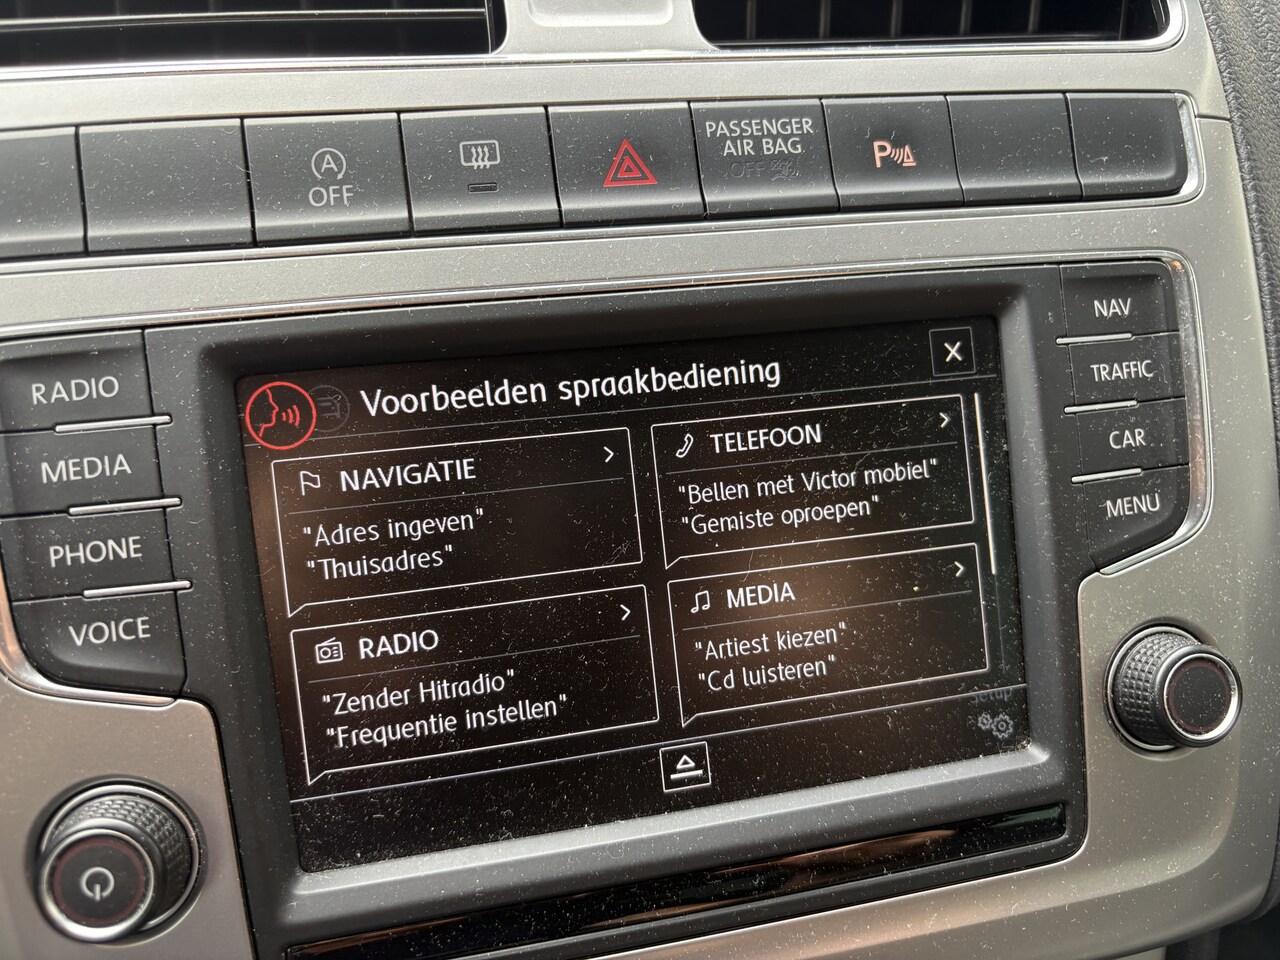 A
OFF
PASSENGER
AIR BAG
OFF
P
RADIO
MEDIA
PHONE
VOICE
Voorbeelden spraakbediening
X
NAVIGATIE
"Adres ingeven"
"Thuisadres"
TELEFOON
"Bellen met Victor mobiel"
"Gemiste oproepen"
RADIO
"Zender Hitradio"
"Frequentie instellen"
MEDIA
"Artiest kiezen"
"Cd luisteren"
Setup
NAV
TRAFFIC
CAR
MENU